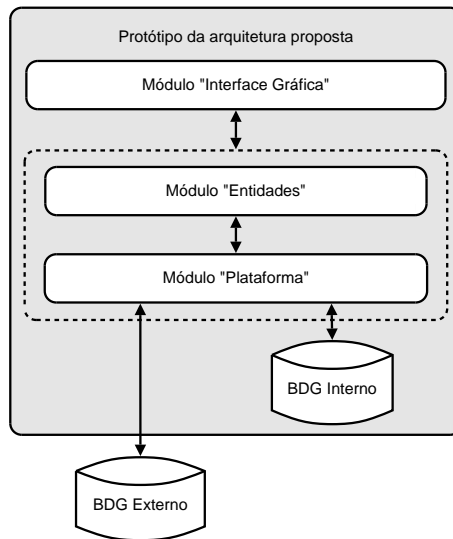 Protótipo da arquitetura proposta
Módulo "Interface Gráfica"
Módulo "Entidades"
Módulo "Plataforma"
BDG Interno
BDG Externo